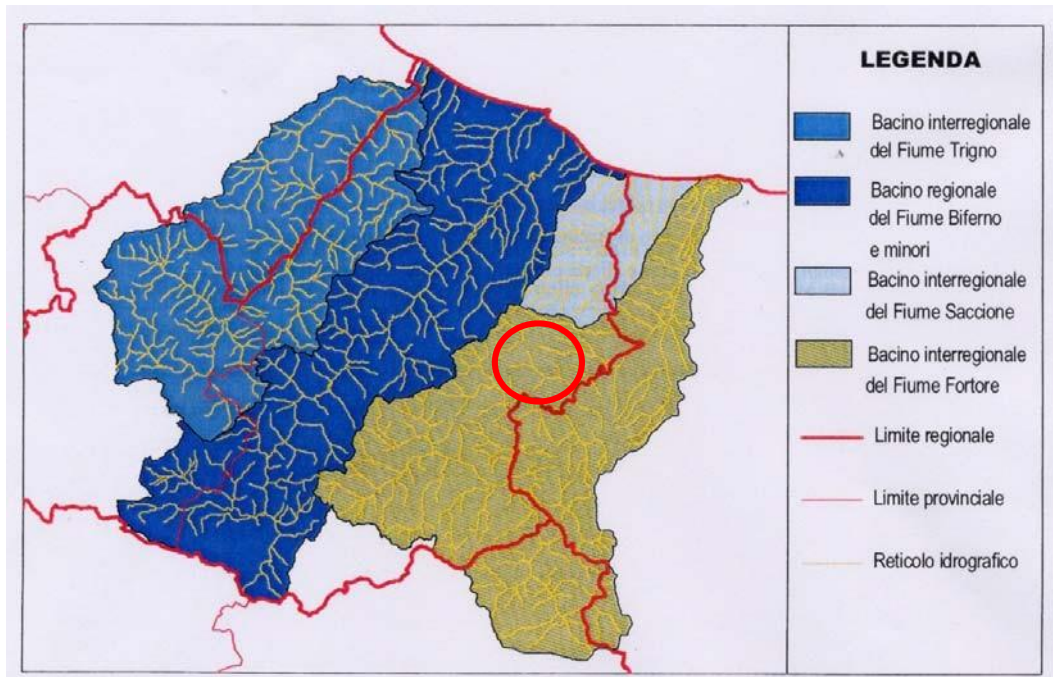 LEGENDA
Bacino interregionale
del Fiume Trigno
Bacino regionale
del Fiume Biferno
e minori
Bacino interregionale
del Fiume Saccione
Bacino interregionale
del Fiume Fortore
Limite regionale
Limite provinciale
Reticolo idrografico